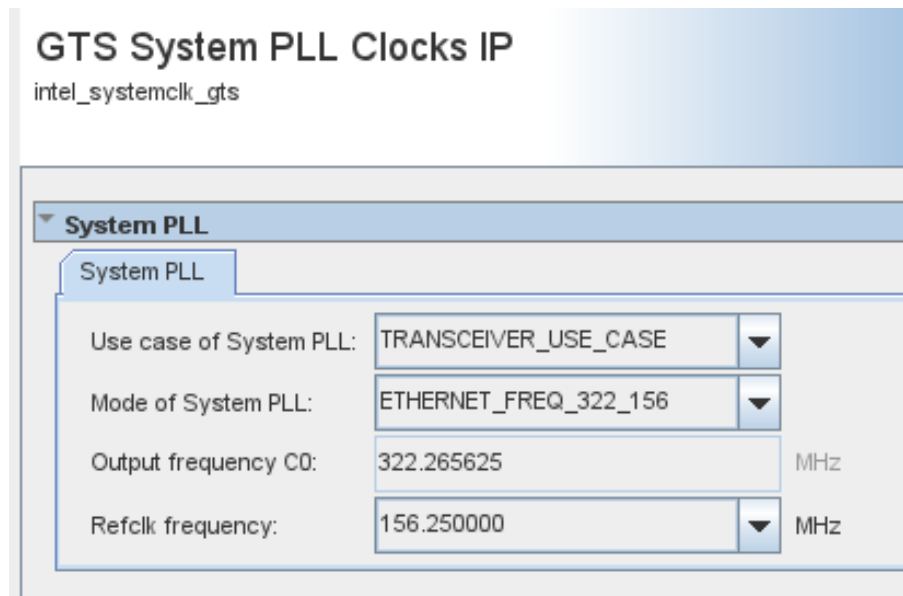 GTS System PLL Clocks IP
intel_systemclk_gts
System PLL
System PLL
Use case of System PLL: TRANSCEIVER_USE_CASE
Mode of System PLL: ETHERNET_FREQ_322_156
Output frequency C0: 322.265625 MHz
Refclk frequency: 156.250000 MHz